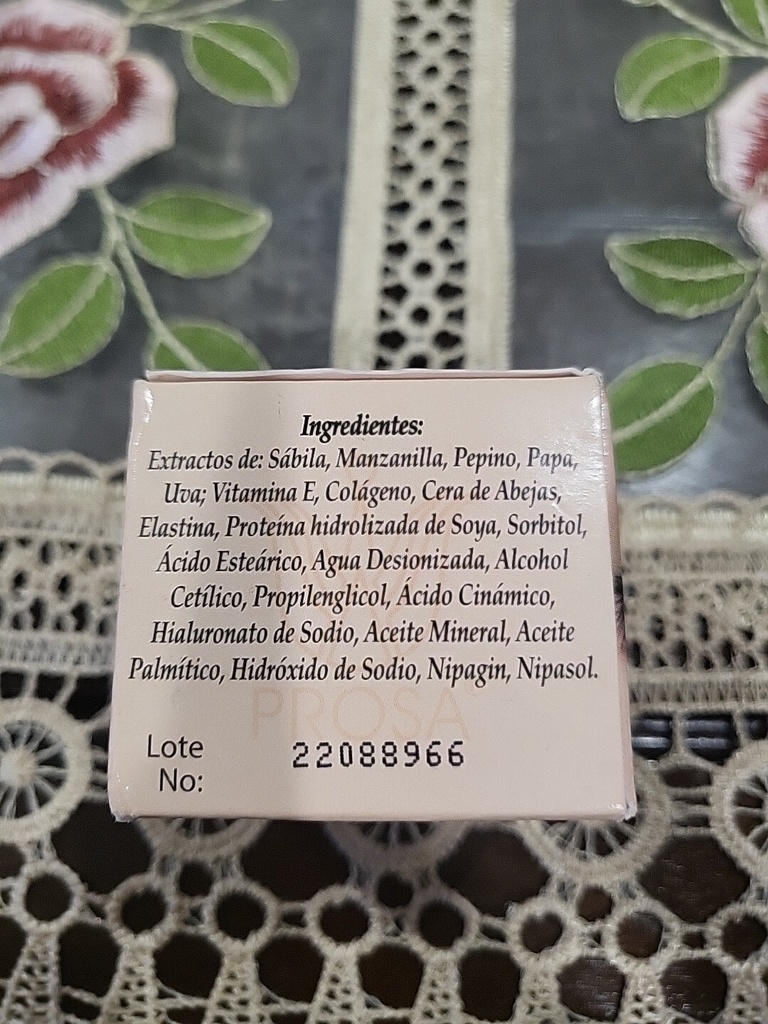 Ingredientes:
Extractos de: Sábila, Manzanilla, Pepino, Papa,
Uva; Vitamina E, Colágeno, Cera de Abejas,
Elastina, Proteína hidrolizada de Soya, Sorbitol,
Ácido Esteárico, Agua Desionizada, Alcohol
Cetílico, Propilenglicol, Ácido Cinámico,
Hialuronato de Sodio, Aceite Mineral, Aceite
Palmítico, Hidróxido de Sodio, Nipagin, Nipasol.
PROSA
Lote No: 22088966